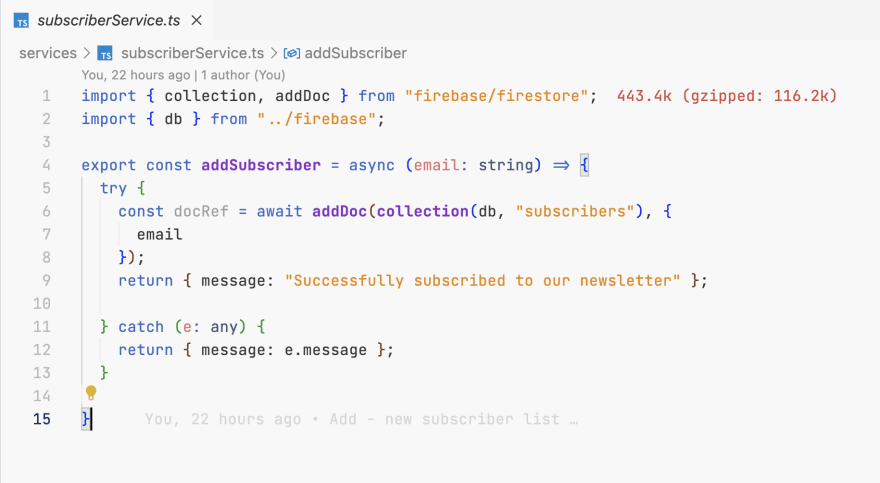 TS subscriberService.ts ×
services > TS subscriberService.ts > addSubscriber
You, 22 hours ago | 1 author (You)
1 import { collection, addDoc } from "firebase/firestore"; 443.4k (gzipped: 116.2k)
2 import { db } from "../firebase";
3
4 export const addSubscriber = async (email: string) => {
5 try {
6 const docRef = await addDoc(collection(db, "subscribers"), {
7 email
8 });
9 return { message: "Successfully subscribed to our newsletter" };
10
11 } catch (e: any) {
12 return { message: e.message };
13 }
14
15 } You, 22 hours ago • Add - new subscriber list …